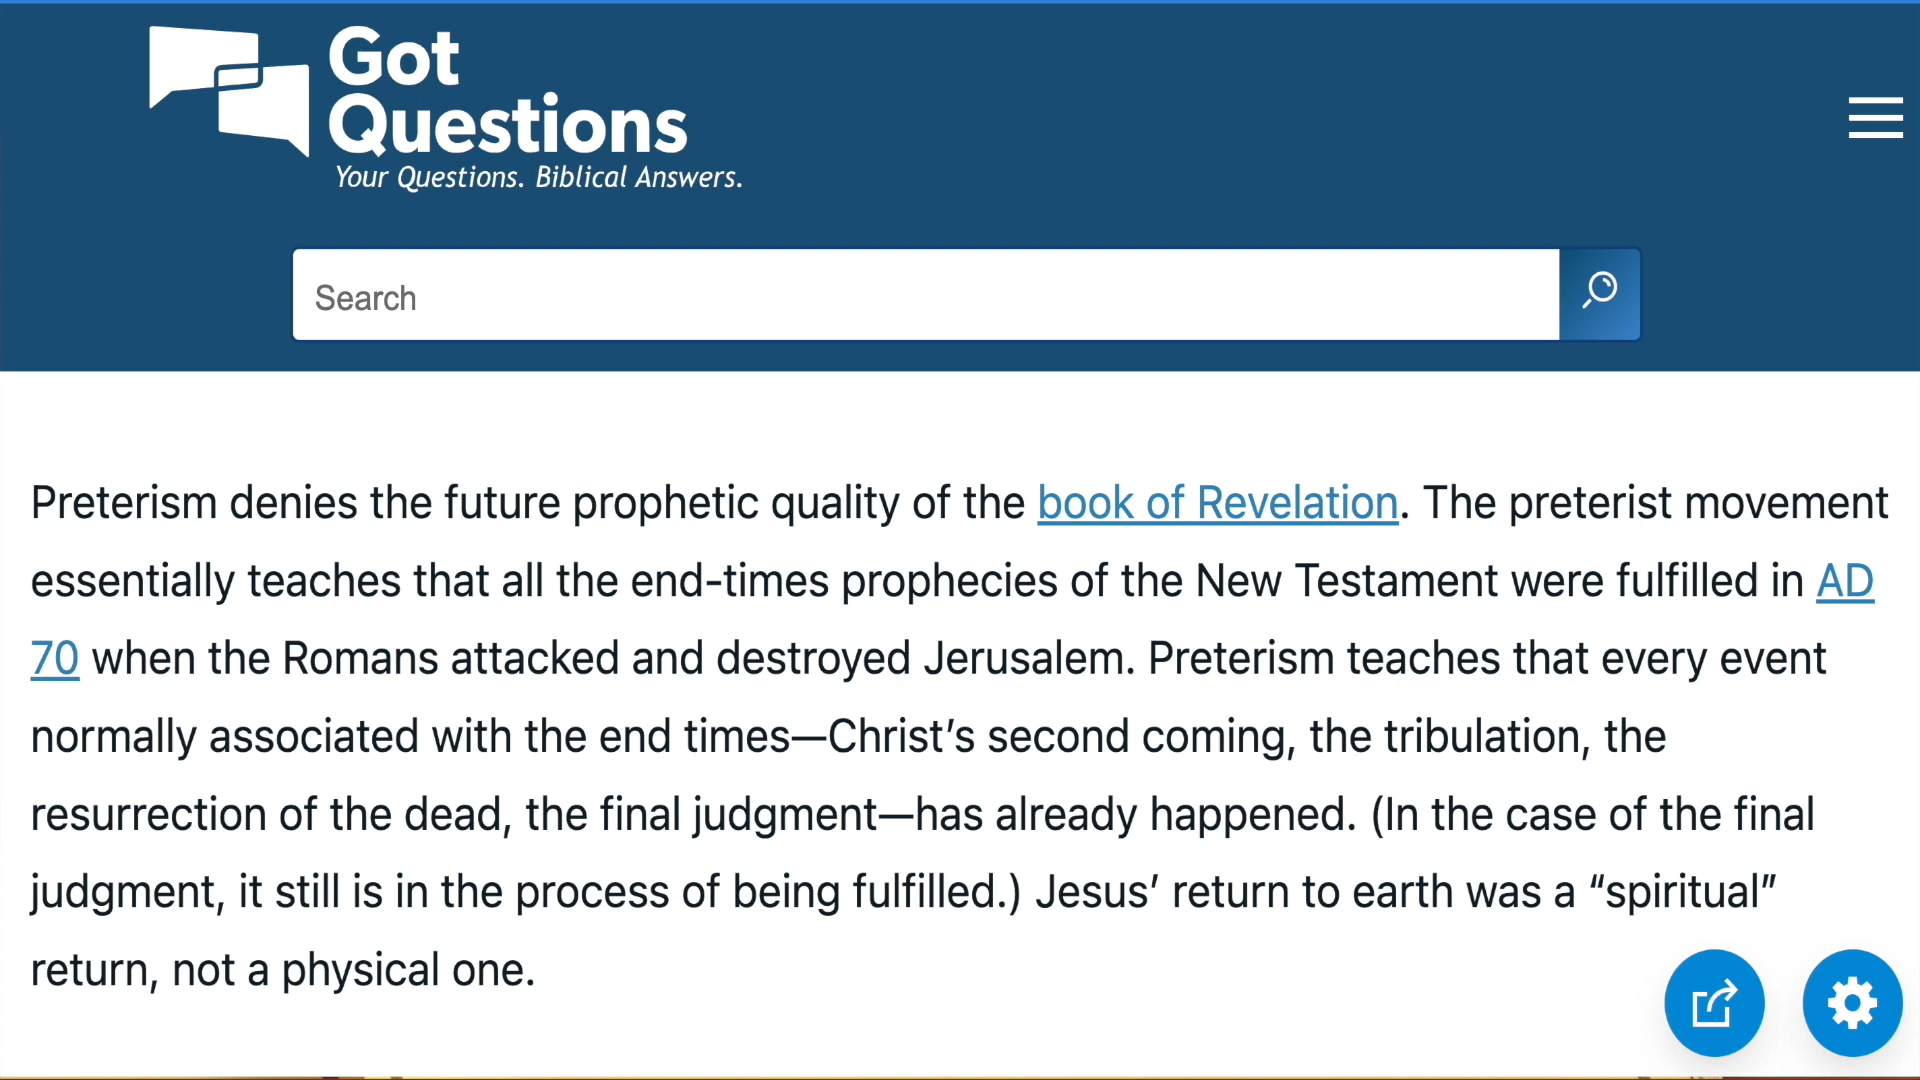 Got
Questions
Your Questions. Biblical Answers.
Search
Preterism denies the future prophetic quality of the book of Revelation. The preterist movement
essentially teaches that all the end-times prophecies of the New Testament were fulfilled in AD
70 when the Romans attacked and destroyed Jerusalem. Preterism teaches that every event
normally associated with the end times—Christ’s second coming, the tribulation, the
resurrection of the dead, the final judgment—has already happened. (In the case of the final
judgment, it still is in the process of being fulfilled.) Jesus’ return to earth was a “spiritual”
return, not a physical one.